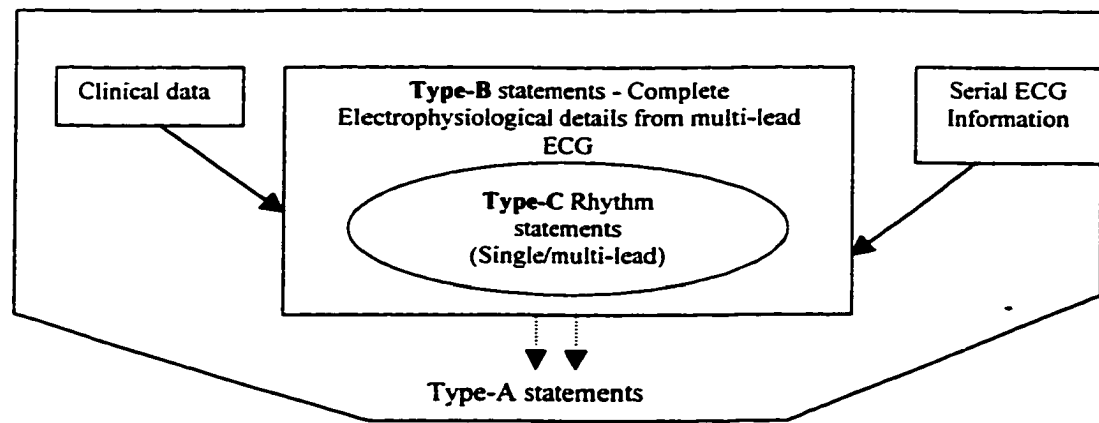 Clinical data
Type-B statements - Complete
Electrophysiological details from multi-lead
ECG
Serial ECG
Information
Type-C Rhythm
statements
(Single/multi-lead)
Type-A statements